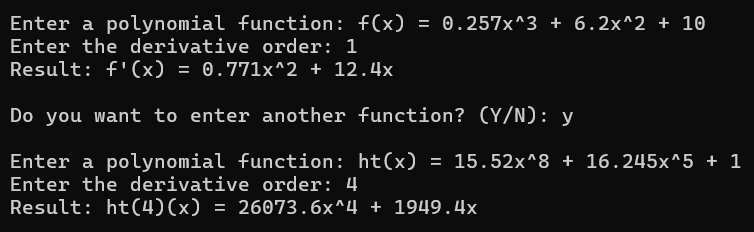 Enter a polynomial function: f(x) = 0.257x^3 + 6.2x^2 + 10
Enter the derivative order: 1
Result: f'(x) = 0.771x^2 + 12.4x
Do you want to enter another function? (Y/N): y
Enter a polynomial function: ht(x) = 15.52x^8 + 16.245x^5 + 1
Enter the derivative order: 4
Result: ht(4)(x) = 26073.6x^4 + 1949.4x